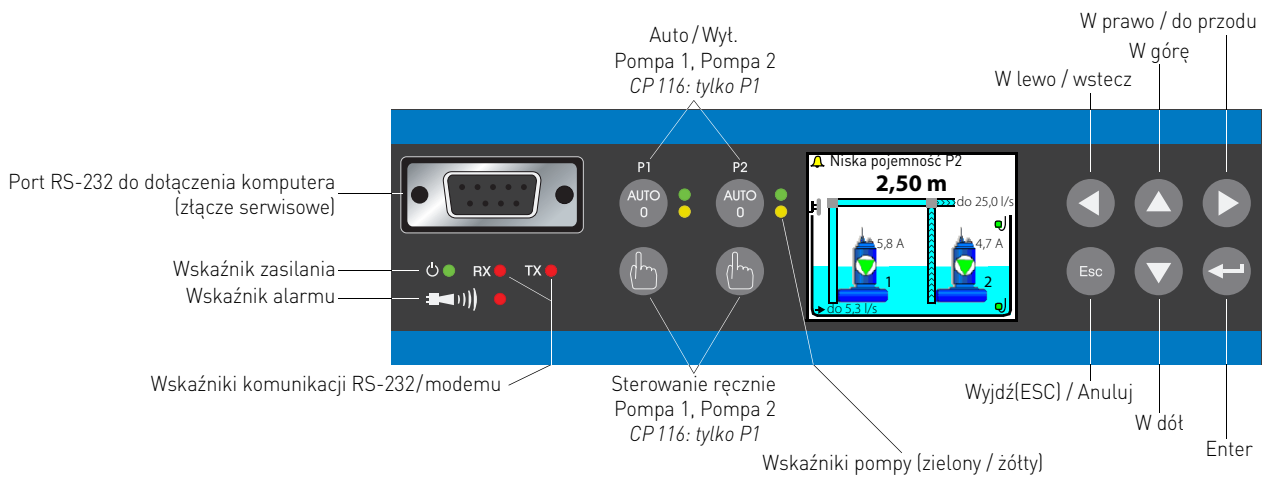 W prawo / do przodu
W górę
W lewo / wstecz
Auto / Wył.
Pompa 1, Pompa 2
CP 116: tylko P1
Port RS-232 do dołączenia komputera
(złącze serwisowe)
P1
P2
AUTO
0
AUTO
0
Niska pojemność P2
2,50 m
do 25,0 l/s
5,8 A
4,7 A
1
2
do 5,3 l/s
Esc
Wskaźnik zasilania
RX
TX
Wskaźnik alarmu
Wskaźniki komunikacji RS-232/modemu
Sterowanie ręcznie
Pompa 1, Pompa 2
CP 116: tylko P1
Wskaźniki pompy (zielony / żółty)
Wyjdź(ESC) / Anuluj
W dół
Enter